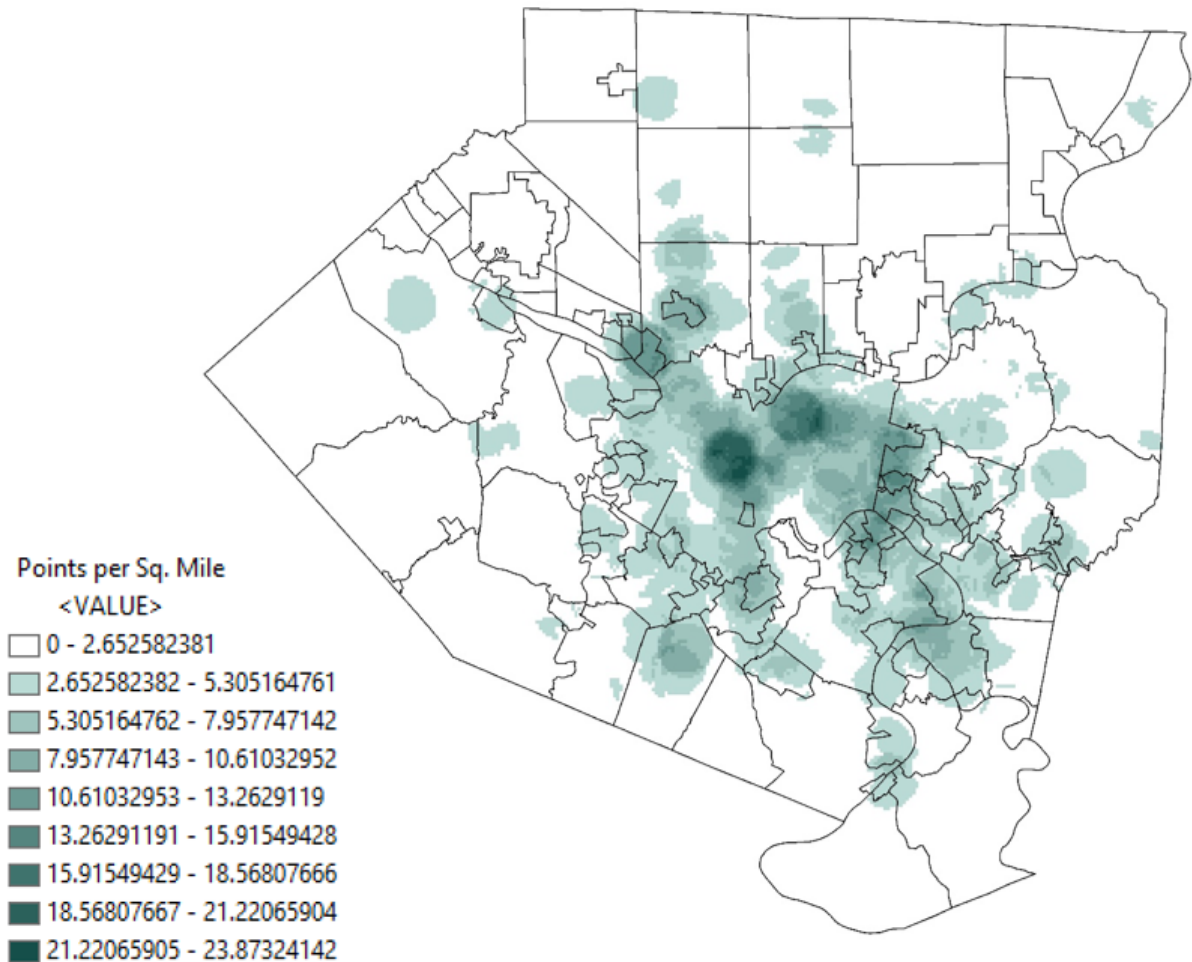 Points per Sq. Mile
<VALUE>
0 - 2.652582381
2.652582382 - 5.305164761
5.305164762 - 7.957747142
7.957747143 - 10.61032952
10.61032953 - 13.2629119
13.26291191 - 15.91549428
15.91549429 - 18.56807666
18.56807667 - 21.22065904
21.22065905 - 23.87324142